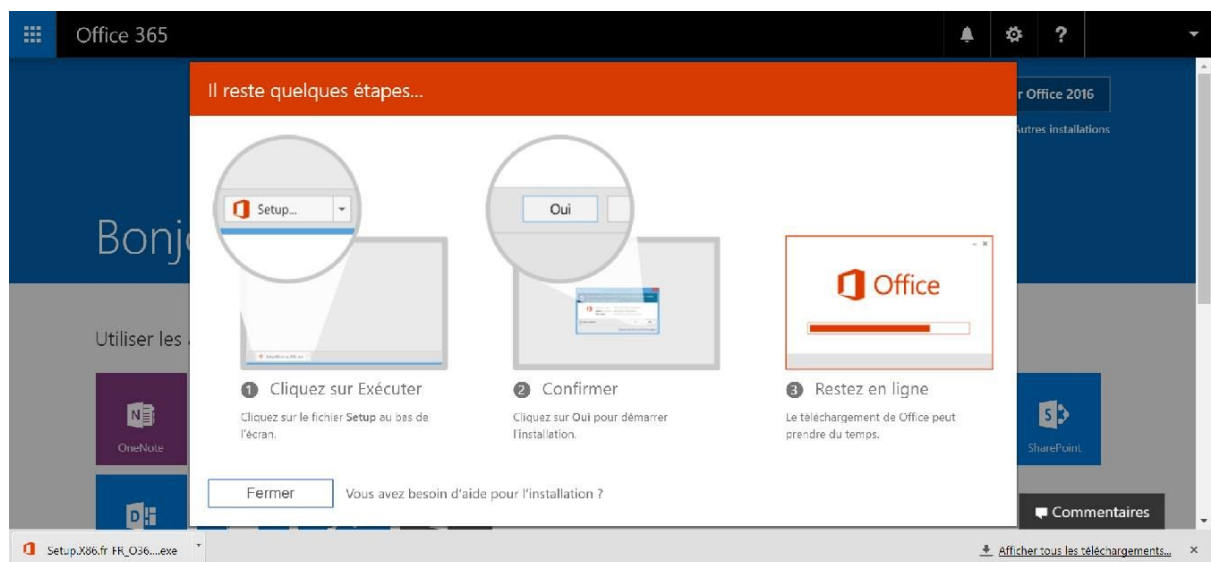 Office 365
?
Il reste quelques étapes...
r Office 2016
Autres installations
Bonj
Setup...
Oui
Office
Utiliser les
1 Cliquez sur Exécuter
Cliquez sur le fichier Setup au bas de
l'écran.
2 Confirmer
Cliquez sur Oui pour démarrer
l'installation.
3 Restez en ligne
Le téléchargement de Office peut
prendre du temps.
OneNote
SharePoint
Fermer
Vous avez besoin d'aide pour l'installation ?
Commentaires
Setup.X86.fr-FR_O36....exe
Afficher tous les téléchargements...